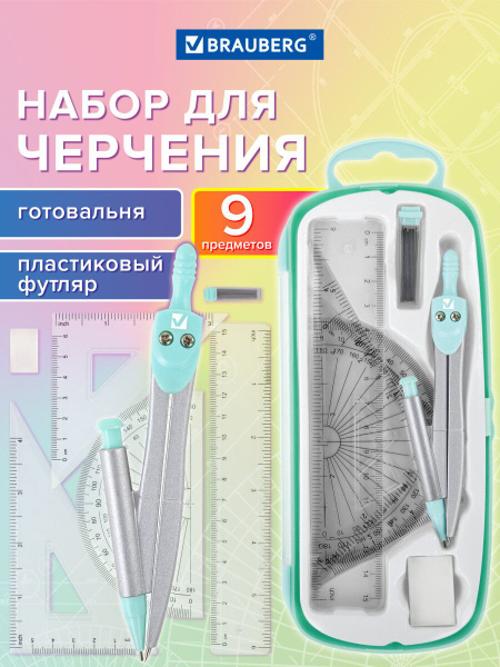 BRAUBERG
НАБОР ДЛЯ
ЧЕРЧЕНИЯ
готовальня
9
предметов
пластиковый
футляр